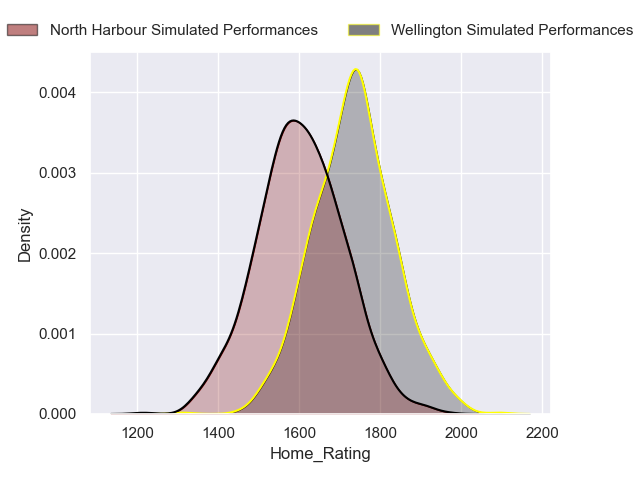 North Harbour Simulated Performances Wellington Simulated Performances
0.004
0.003
0.002
0.001
0.000
Density
1200 1400 1600 1800 2000 2200
Home_Rating